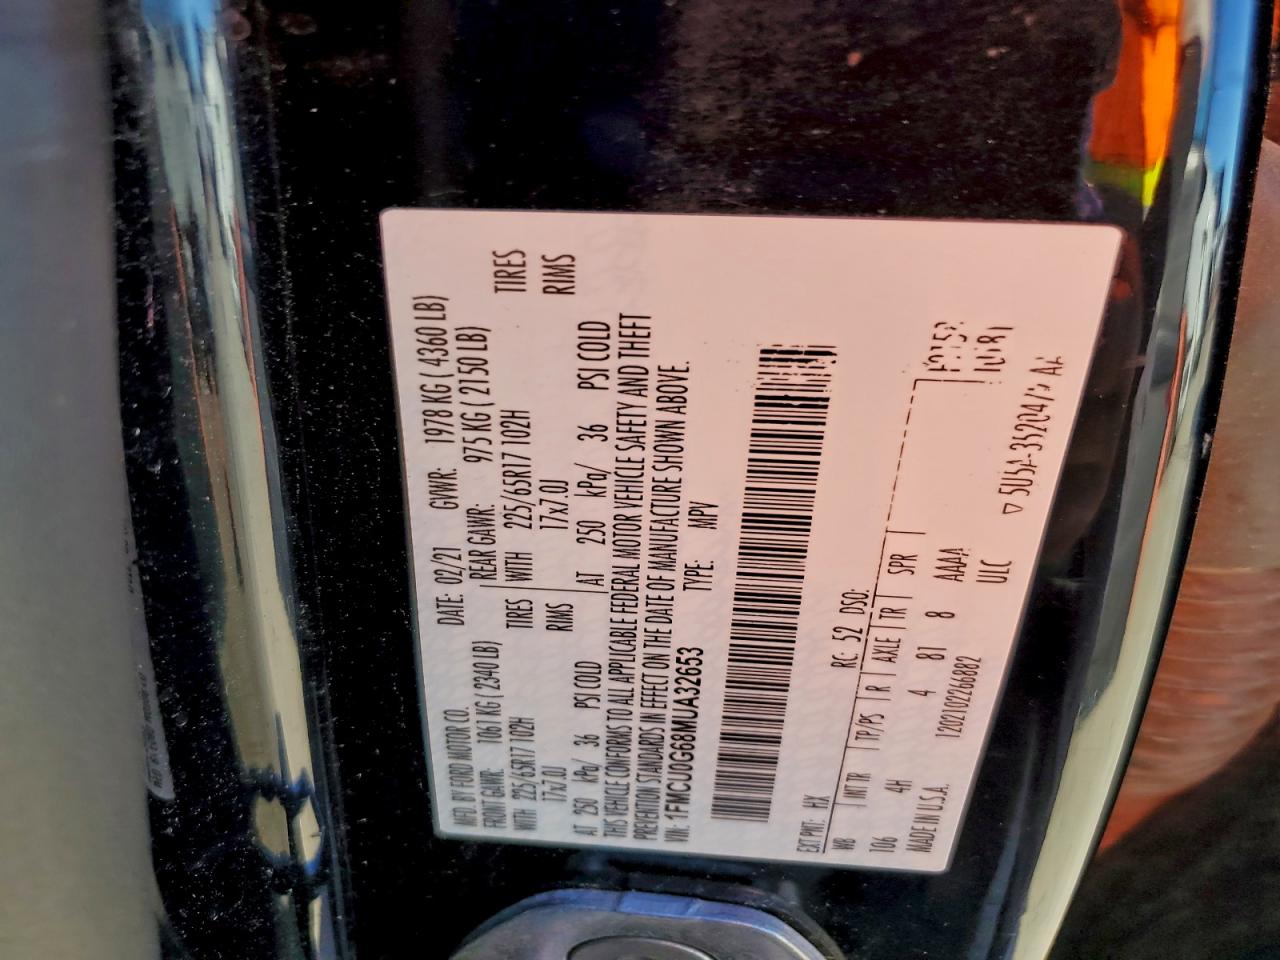 MFD. BY FORD MOTOR CO. DATE: 02/21 GVWR: 1978 KG ( 4360 LB)
FRONT GAWR: 1061 KG ( 2340 LB) REAR GAWR: 975 KG ( 2150 LB)
WITH 225/65R17 102H TIRES WITH 225/65R17 102H TIRES
17x7.0J RIMS 17x7.0J RIMS
AT 250 kPa/ 36 PSI COLD AT 250 kPa/ 36 PSI COLD
THIS VEHICLE CONFORMS TO ALL APPLICABLE FEDERAL MOTOR VEHICLE SAFETY AND THEFT
PREVENTION STANDARDS IN EFFECT ON THE DATE OF MANUFACTURE SHOWN ABOVE.
VIN: 1FMCU0G68MUA32653 TYPE: MPV
EXT PNT: HX RC: 52 DSO:
WB INT TR TP/PS R AXLE TR SPR
106 4H 4 81 8 AAAA
MADE IN U.S.A. 1202102266882 ULC